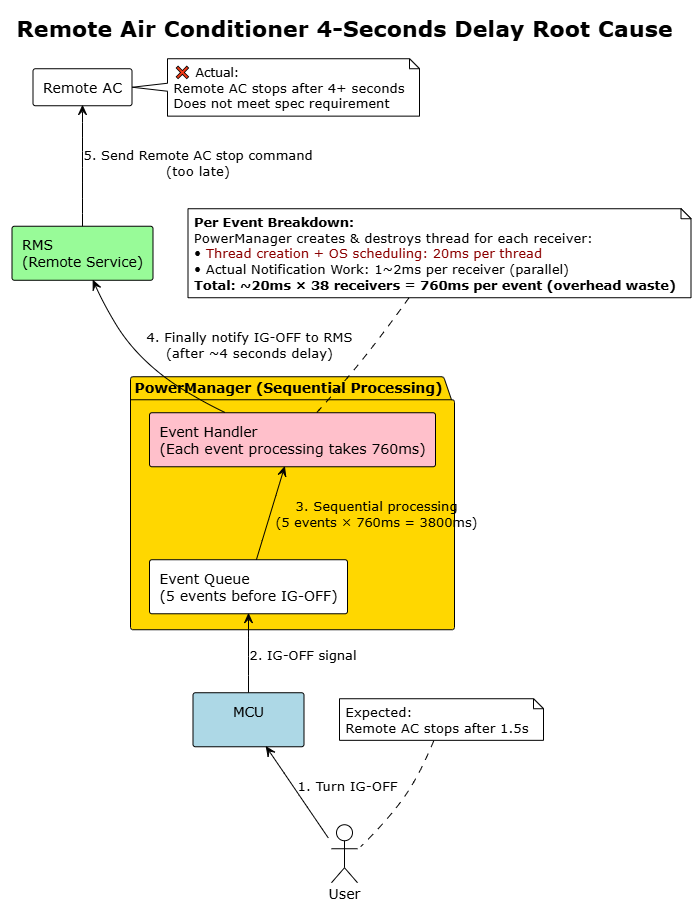 Remote Air Conditioner 4-Seconds Delay Root Cause
Remote AC
❌ Actual:
Remote AC stops after 4+ seconds
Does not meet spec requirement
5. Send Remote AC stop command
(too late)
RMS
(Remote Service)
Per Event Breakdown:
PowerManager creates & destroys thread for each receiver:
• Thread creation + OS scheduling: 20ms per thread
• Actual Notification Work: 1~2ms per receiver (parallel)
Total: ~20ms × 38 receivers = 760ms per event (overhead waste)
4. Finally notify IG-OFF to RMS
(after ~4 seconds delay)
PowerManager (Sequential Processing)
Event Handler
(Each event processing takes 760ms)
3. Sequential processing
(5 events × 760ms = 3800ms)
Event Queue
(5 events before IG-OFF)
2. IG-OFF signal
MCU
Expected:
Remote AC stops after 1.5s
1. Turn IG-OFF
User